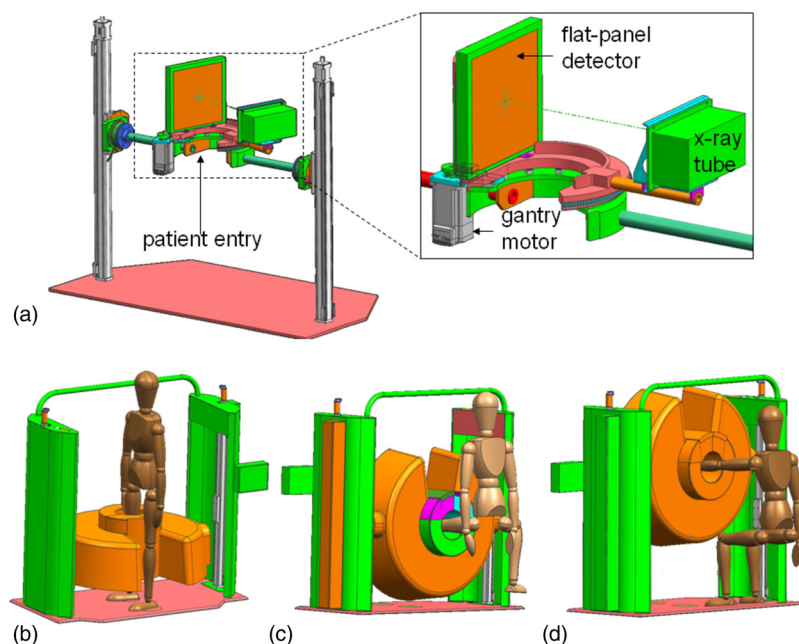 flat-panel
detector
x-ray
tube
patient entry
gantry
motor
(a)
(b)
(c)
(d)